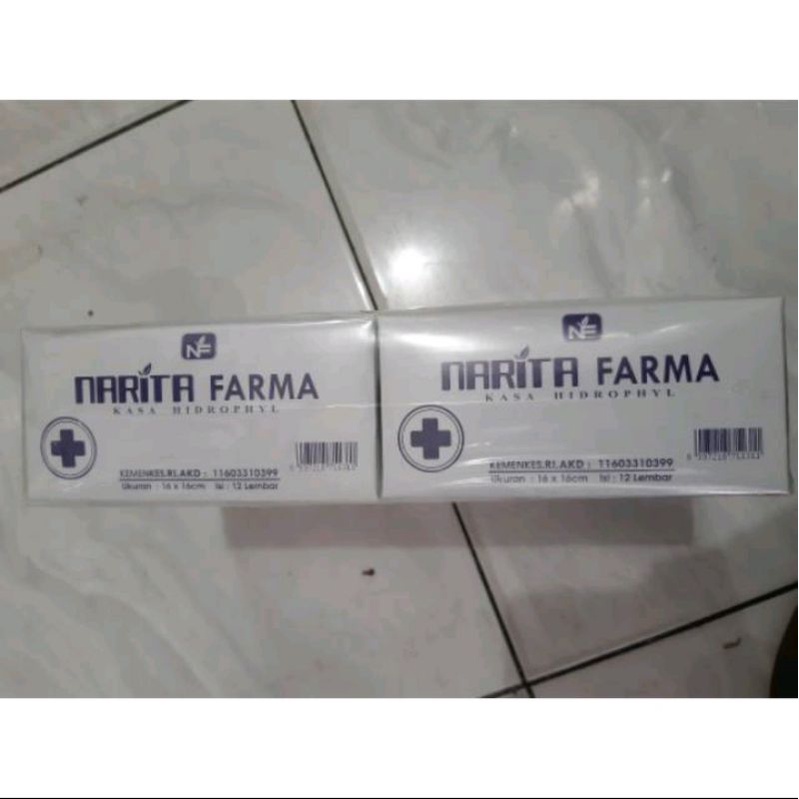 NF
NARITA FARMA
KASA HIDROPHYL
KEMENKES.RI.AKD : 11603310399
Ukuran : 16 x 16cm Isi : 12 Lembar
NF
NARITA FARMA
KASA HIDROPHYL
KEMENKES.RI.AKD : 11603310399
Ukuran : 16 x 16cm Isi : 12 Lembar